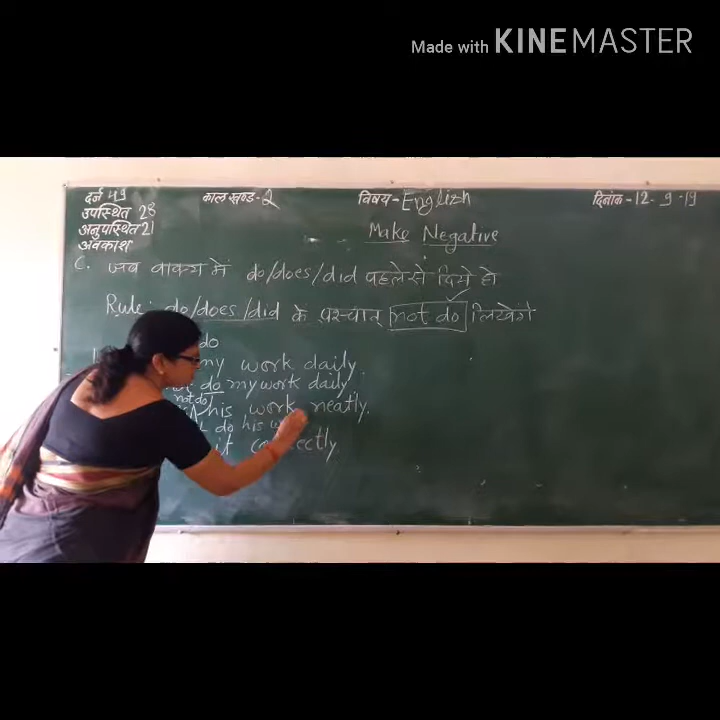 Made with KINEMASTER
दर्ज 49
उपस्थित 28
अनुपस्थित 21
अवकाश
काल खण्ड-2
विषय- English
दिनांक - 12-9-19
Make Negative
C. जब वाक्य में do/does/did पहले से दिये हो
Rule: do/does/did के पश्चात् not do लिखेंगे
do
my work daily.
do my work daily
not do
his work neatly.
do his
it correctly.